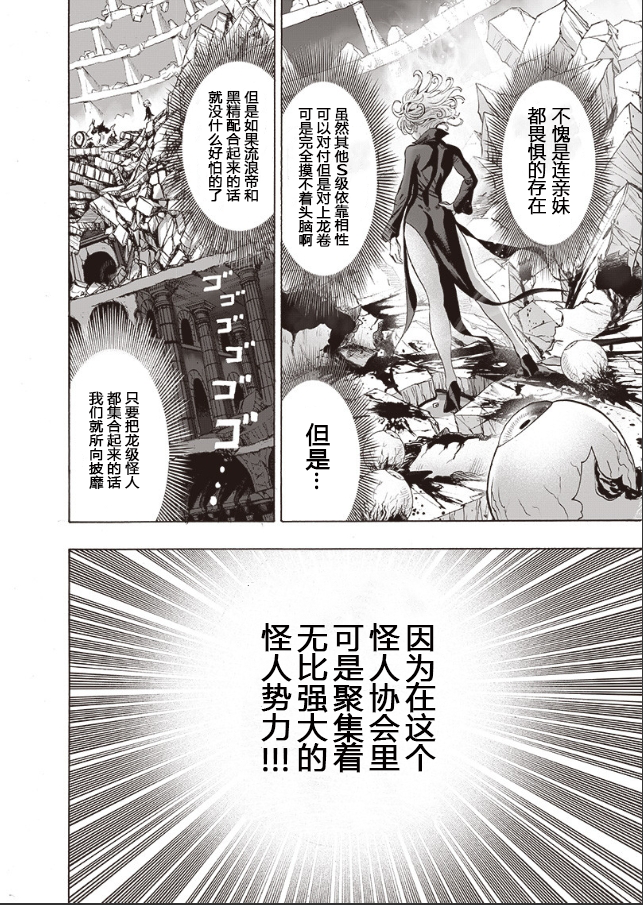 不愧是连亲妹
都畏惧的存在
虽然其他S级依靠相性
可以对付但是对上龙卷
可是完全摸不着头脑啊
但是…
但是如果流浪帝和
黑精配合起来的话
就没什么好怕的了
ゴゴゴゴゴゴ……
只要把龙级怪人
都集合起来的话
我们就所向披靡
因为在这个
怪人协会里
可是聚集着
无比强大的
怪人势力!!!